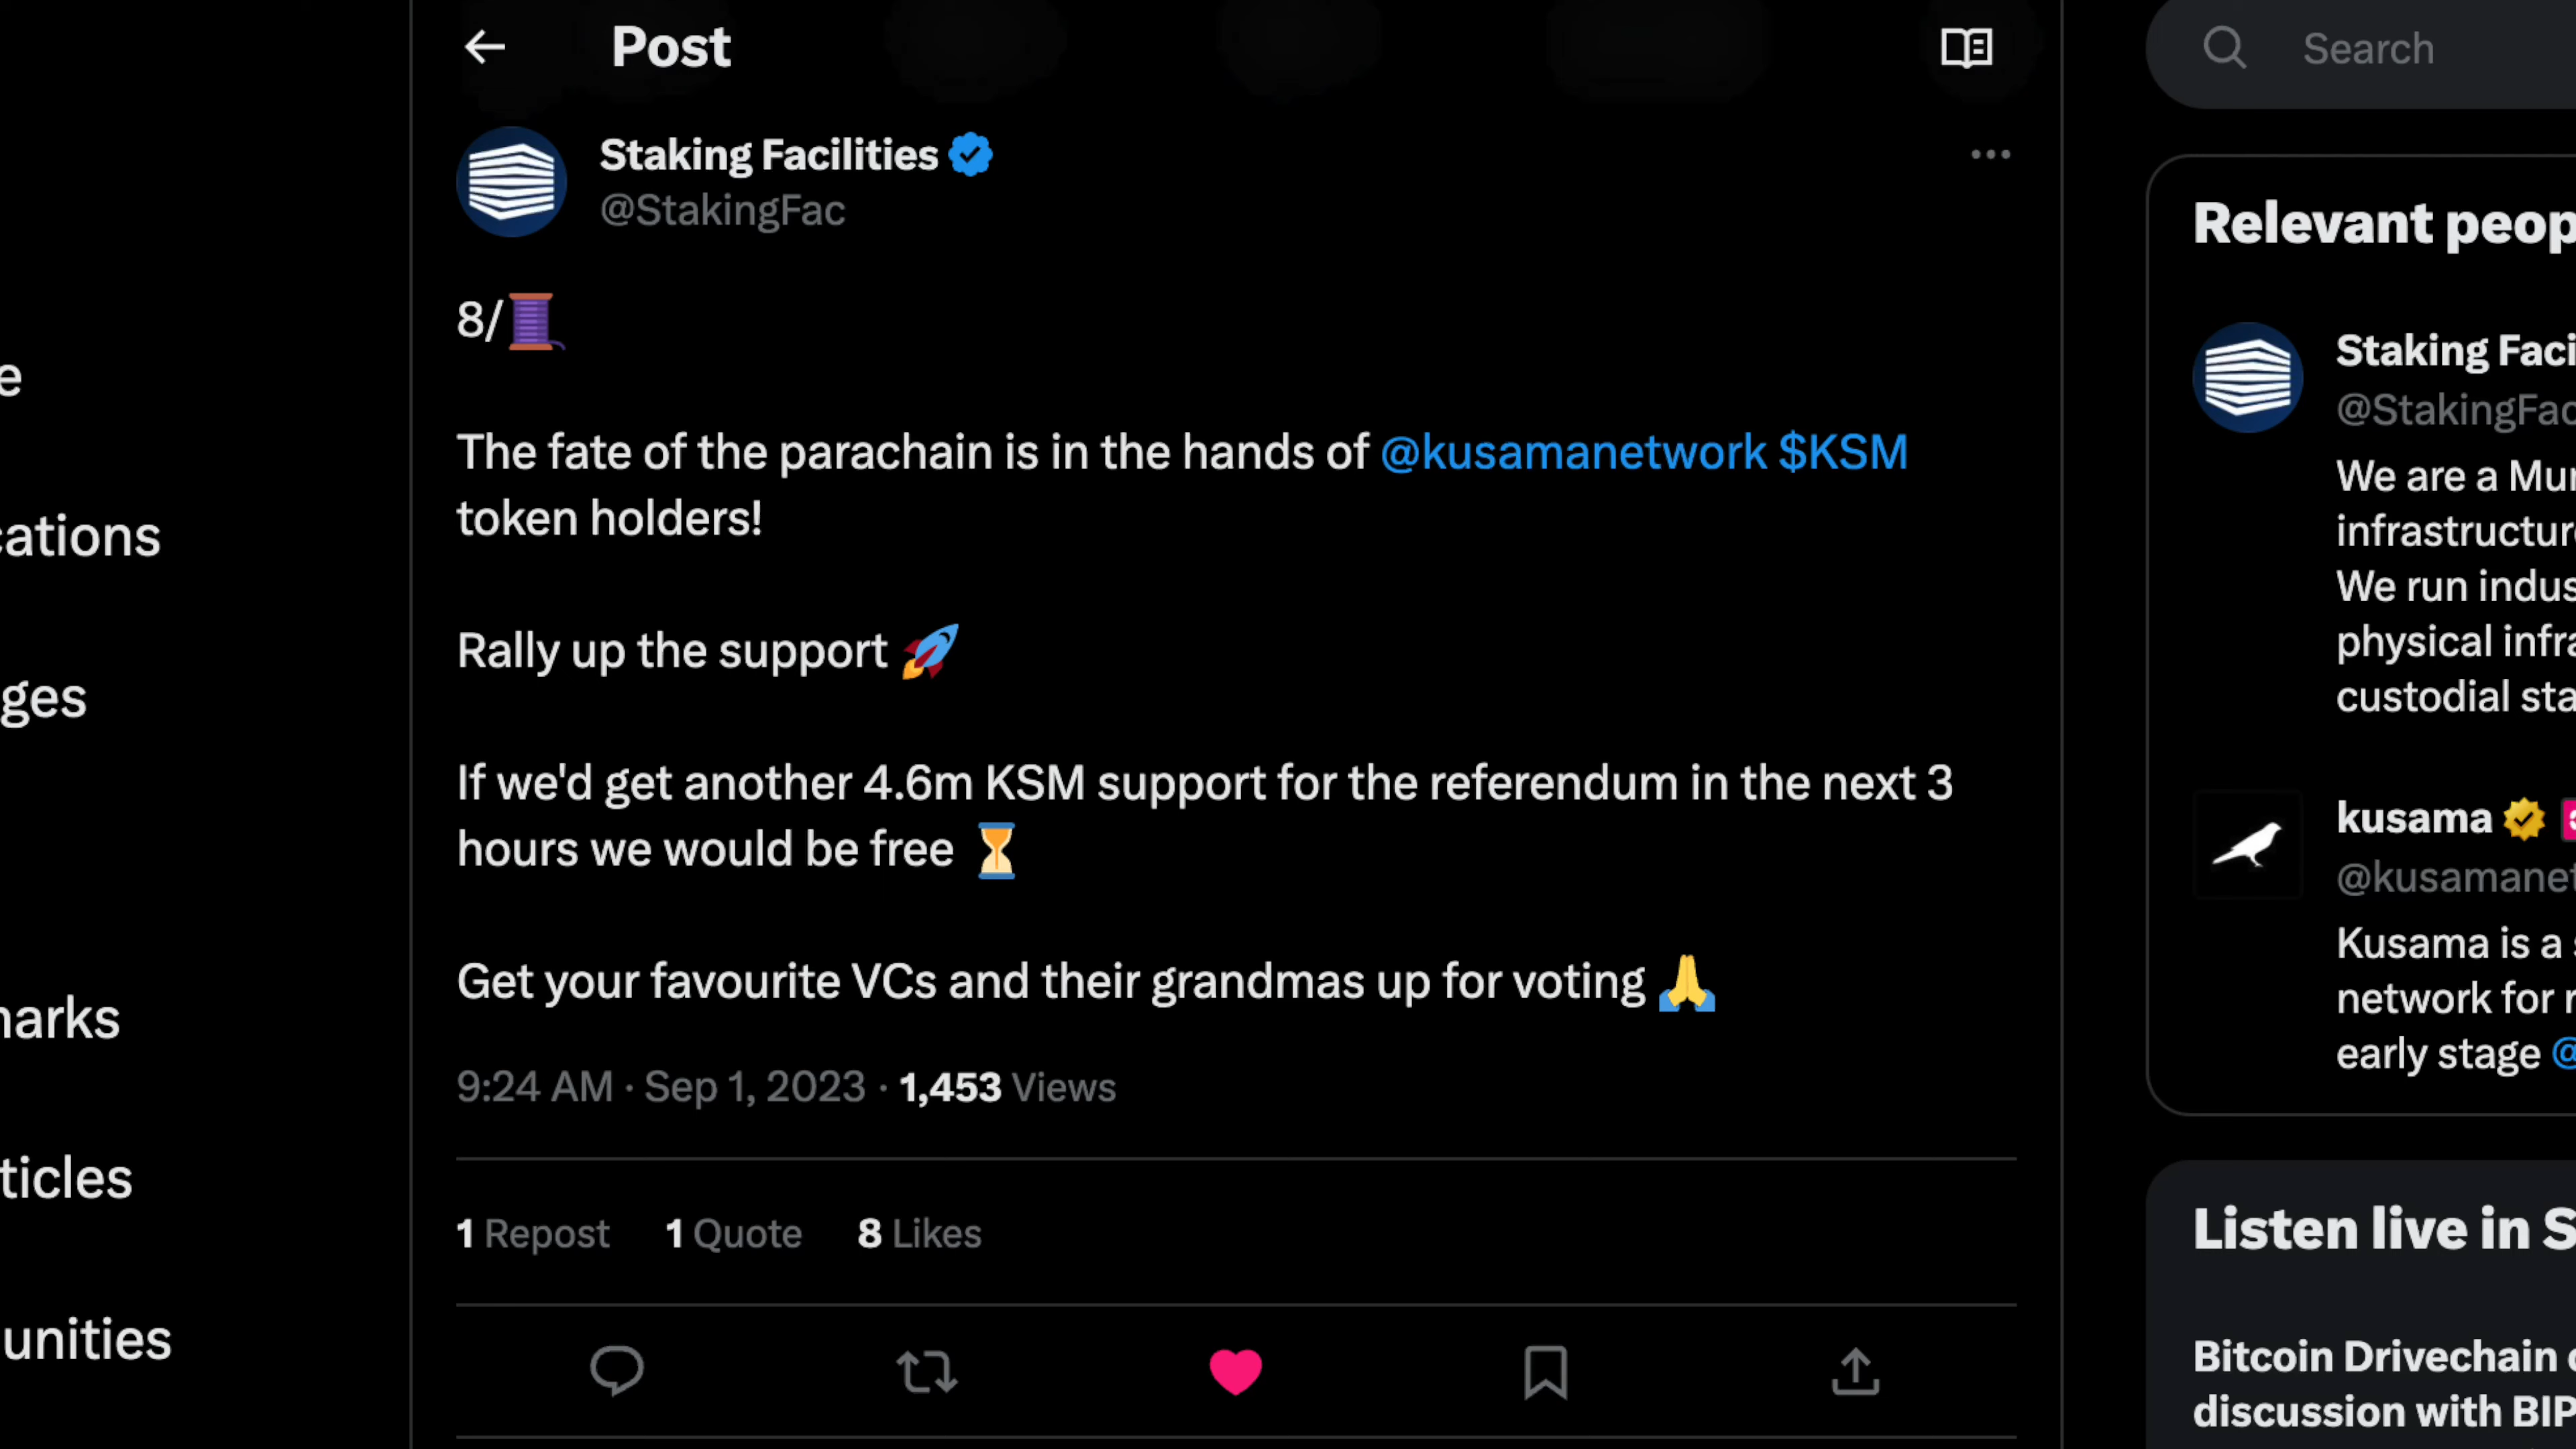 Post
Search
Staking Facilities
@StakingFac
8/
The fate of the parachain is in the hands of @kusamanetwork $KSM
token holders!
Rally up the support
If we'd get another 4.6m KSM support for the referendum in the next 3
hours we would be free
Get your favourite VCs and their grandmas up for voting
9:24 AM · Sep 1, 2023 · 1,453 Views
1 Repost 1 Quote 8 Likes
e
cations
ges
narks
ticles
unities
Relevant peop
Staking Faci
@StakingFac
We are a Mun
infrastructure
We run indus
physical infra
custodial sta
kusama
@kusamanet
Kusama is a s
network for r
early stage @
Listen live in S
Bitcoin Drivechain
discussion with BIP